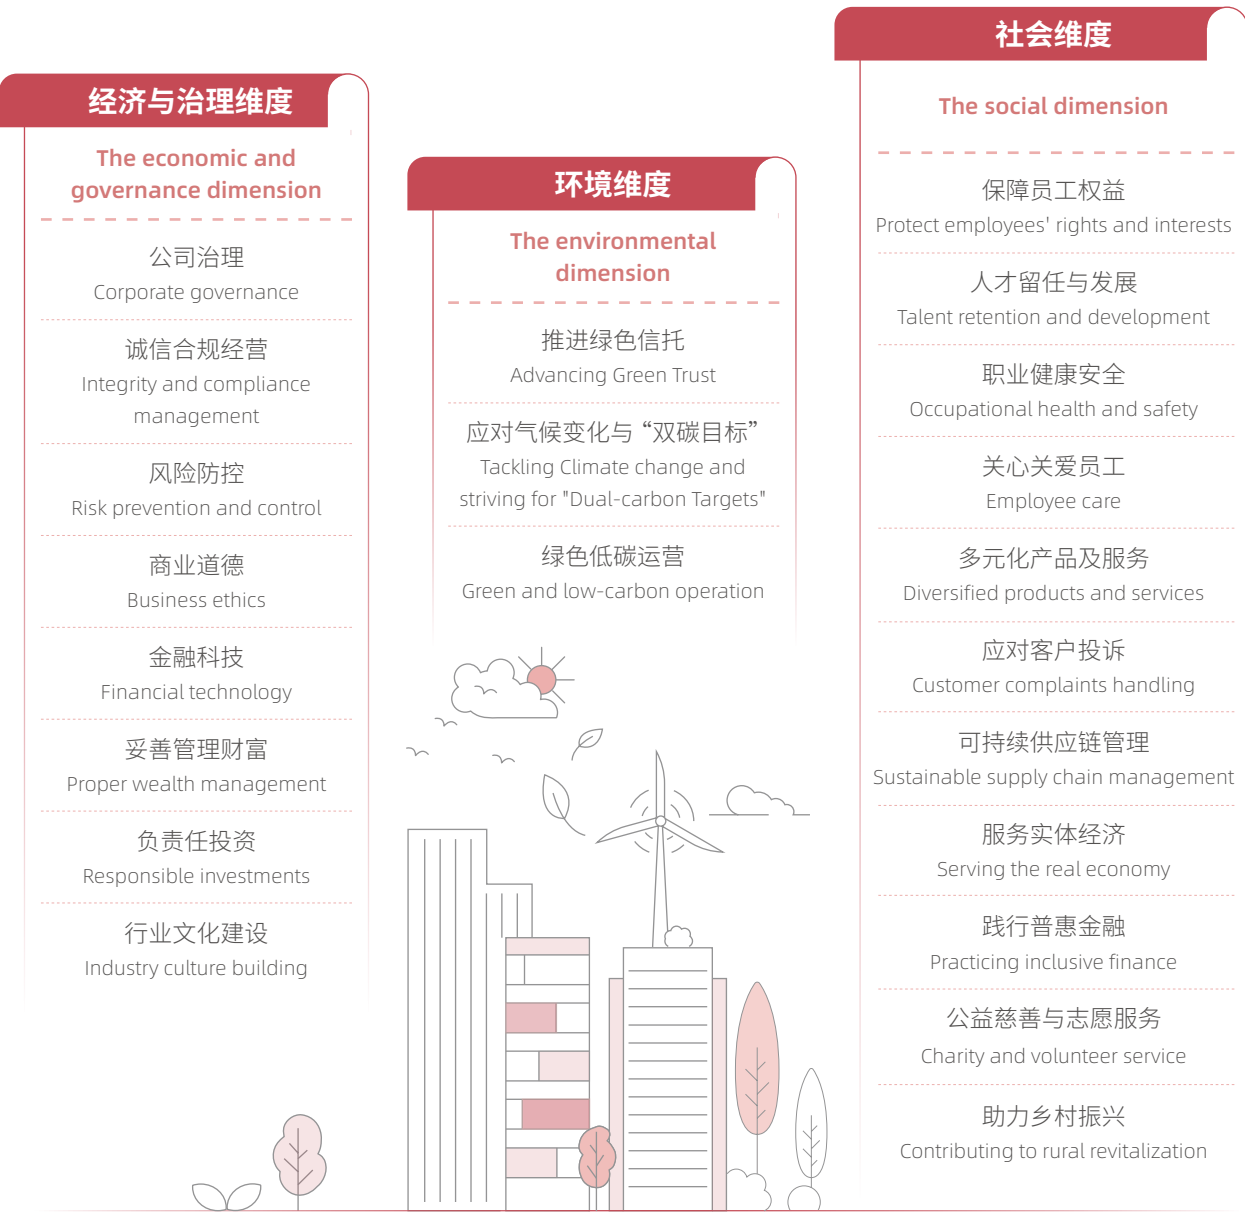 经济与治理维度
The economic and
governance dimension
公司治理
Corporate governance
诚信合规经营
Integrity and compliance
management
风险防控
Risk prevention and control
商业道德
Business ethics
金融科技
Financial technology
妥善管理财富
Proper wealth management
负责任投资
Responsible investments
行业文化建设
Industry culture building
环境维度
The environmental
dimension
推进绿色信托
Advancing Green Trust
应对气候变化与“双碳目标”
Tackling Climate change and
striving for "Dual-carbon Targets"
绿色低碳运营
Green and low-carbon operation
社会维度
The social dimension
保障员工权益
Protect employees' rights and interests
人才留任与发展
Talent retention and development
职业健康安全
Occupational health and safety
关心关爱员工
Employee care
多元化产品及服务
Diversified products and services
应对客户投诉
Customer complaints handling
可持续供应链管理
Sustainable supply chain management
服务实体经济
Serving the real economy
践行普惠金融
Practicing inclusive finance
公益慈善与志愿服务
Charity and volunteer service
助力乡村振兴
Contributing to rural revitalization